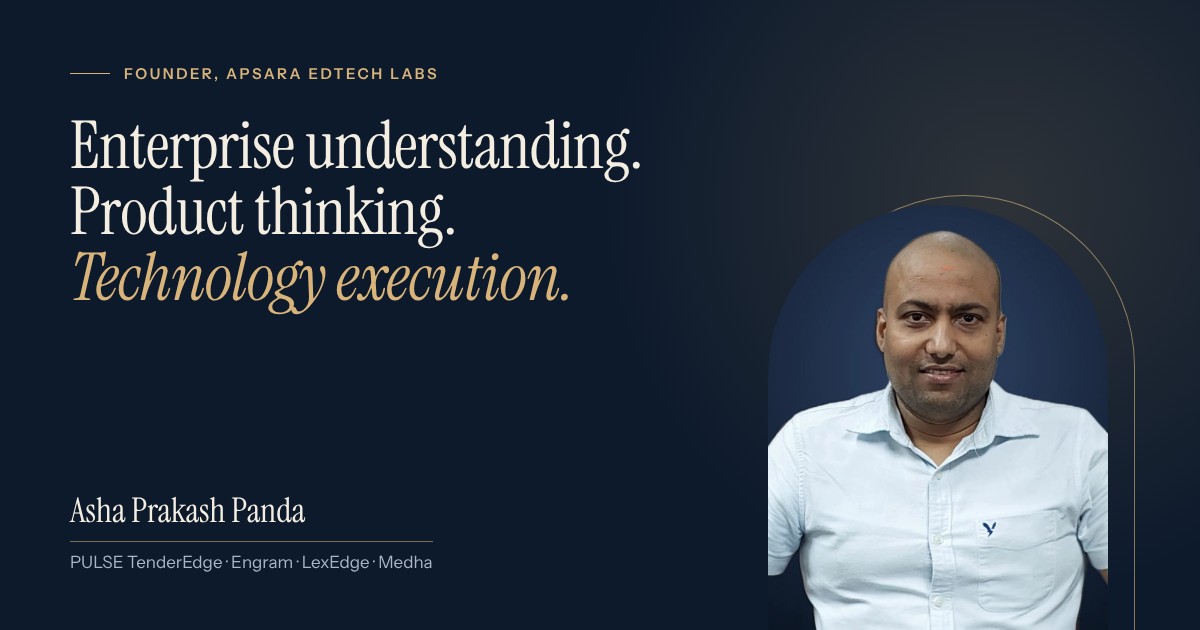 FOUNDER, APSARA EDTECH LABS
Enterprise understanding.
Product thinking.
Technology execution.
Asha Prakash Panda
PULSE TenderEdge · Engram · LexEdge · Medha